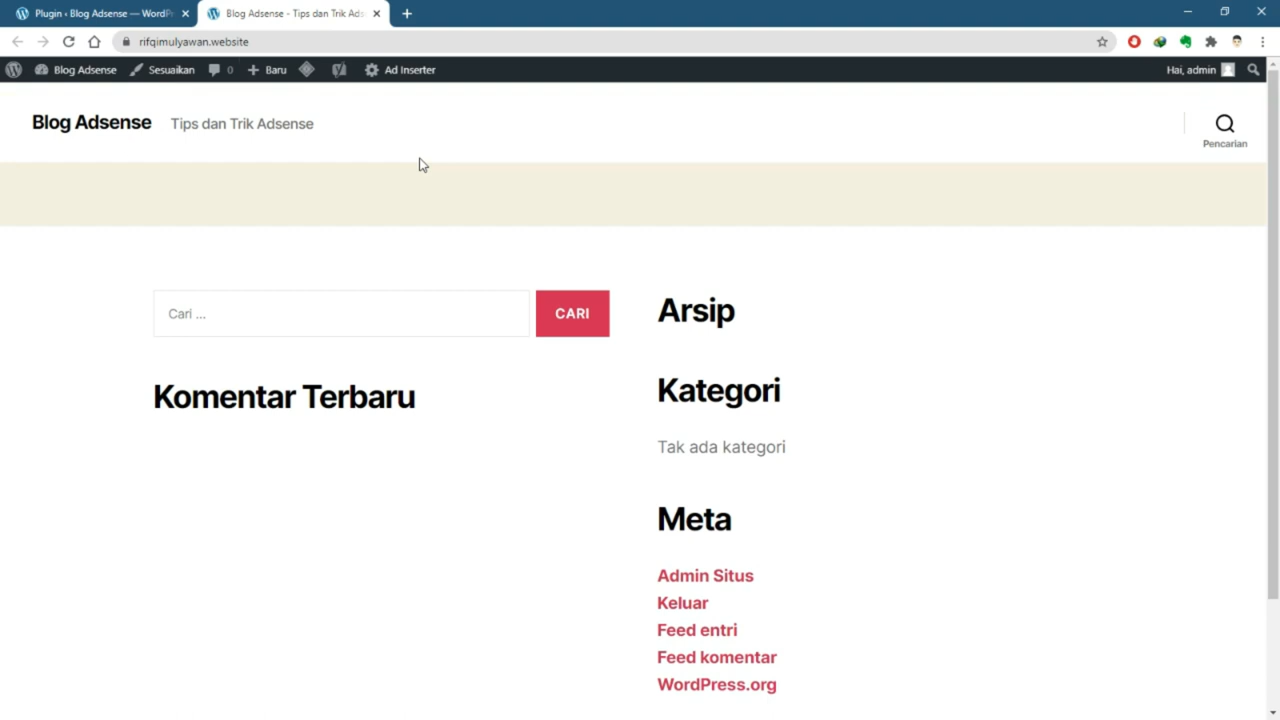 Plugin ‹ Blog Adsense — WordPr
Blog Adsense - Tips dan Trik Ads
rifqimulyawan.website
Blog Adsense Sesuaikan 0 Baru Ad Inserter Hai, admin
Blog Adsense Tips dan Trik Adsense
Pencarian
Cari ... CARI
Komentar Terbaru
Arsip
Kategori
Tak ada kategori
Meta
Admin Situs
Keluar
Feed entri
Feed komentar
WordPress.org